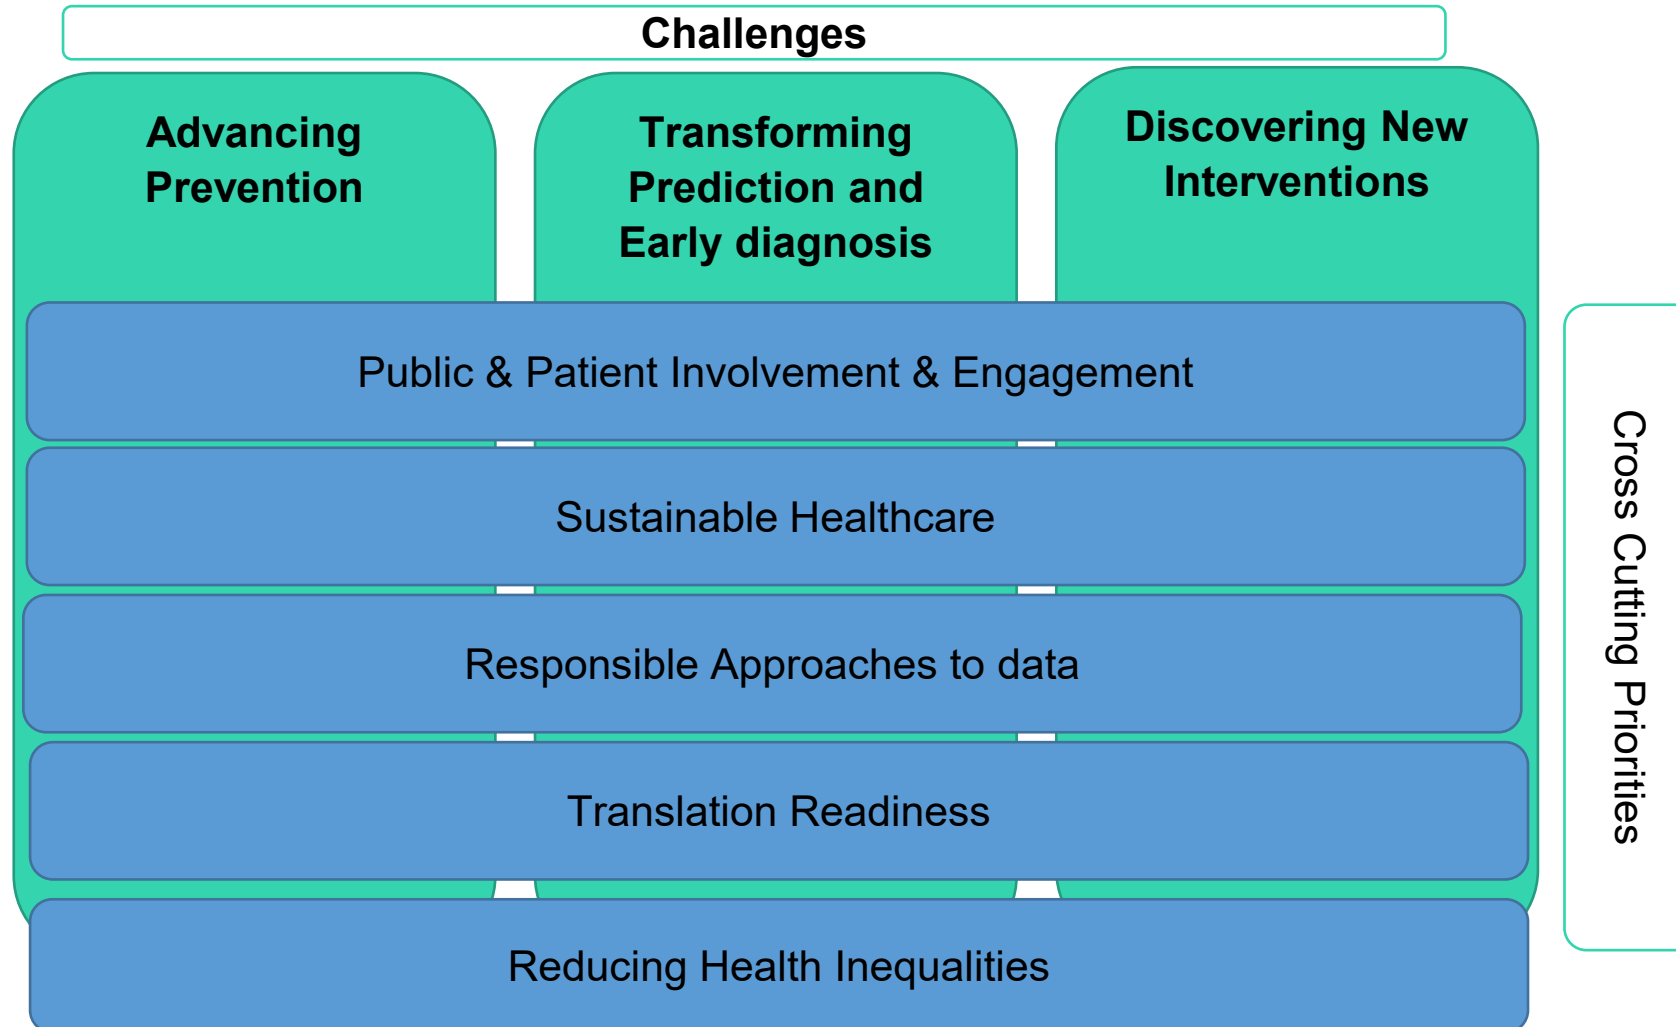 Challenges
Advancing
Prevention
Transforming
Prediction and
Early diagnosis
Discovering New
Interventions
Public & Patient Involvement & Engagement
Sustainable Healthcare
Responsible Approaches to data
Translation Readiness
Reducing Health Inequalities
Cross Cutting Priorities